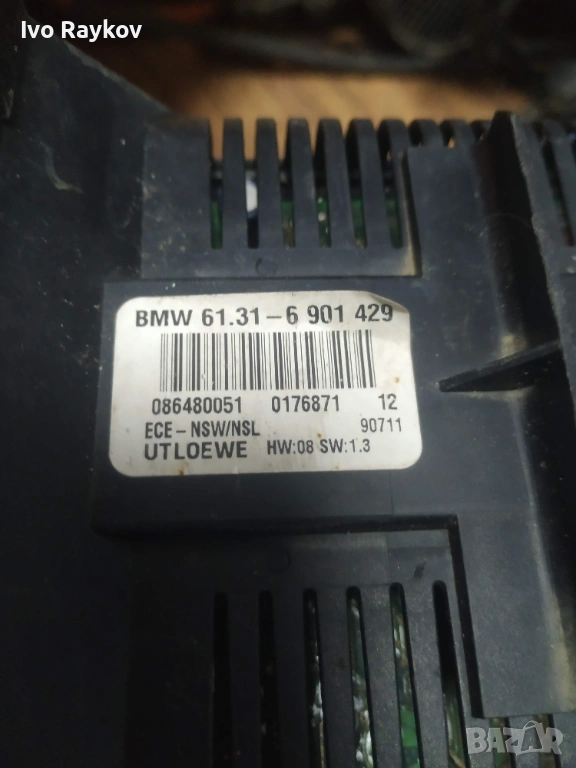 Ivo Raykov
BMW 61.31-6 901 429
086480051 0176871 12
ECE-NSW/NSL 90711
UTLOEWE HW:08 SW:1.3
BAZAR